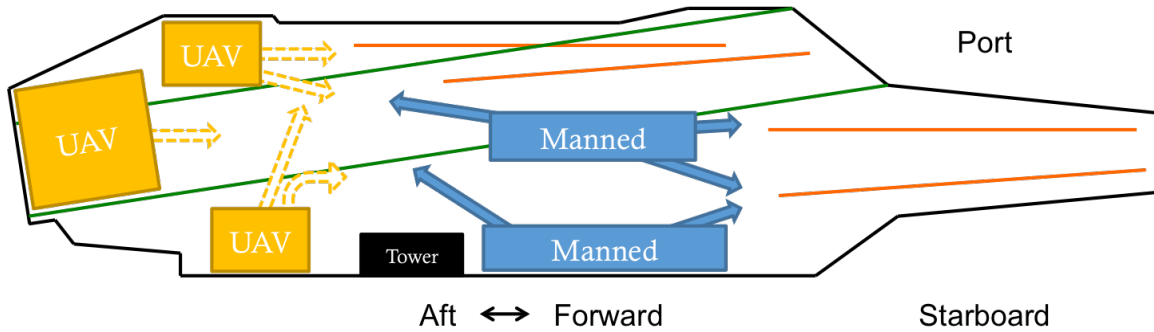 UAV
Port
UAV
Manned
UAV
Manned
Tower
Aft
Forward
Starboard